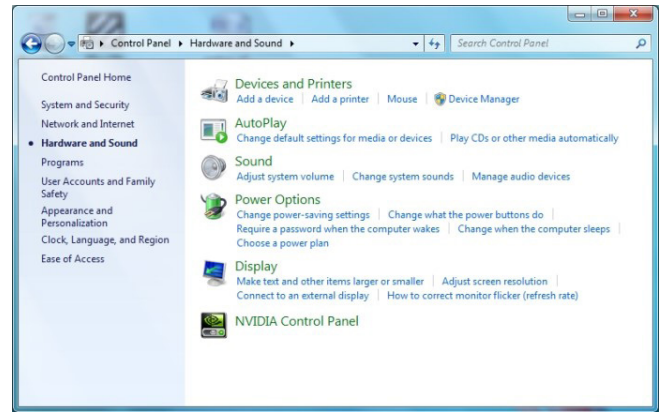 Control Panel Hardware and Sound Search Control Panel
Control Panel Home
System and Security
Network and Internet
Hardware and Sound
Programs
User Accounts and Family
Safety
Appearance and
Personalization
Clock, Language, and Region
Ease of Access
Devices and Printers
Add a device Add a printer Mouse Device Manager
AutoPlay
Change default settings for media or devices Play CDs or other media automatically
Sound
Adjust system volume Change system sounds Manage audio devices
Power Options
Change power-saving settings Change what the power buttons do
Require a password when the computer wakes Change when the computer sleeps
Choose a power plan
Display
Make text and other items larger or smaller Adjust screen resolution
Connect to an external display How to correct monitor flicker (refresh rate)
NVIDIA Control Panel